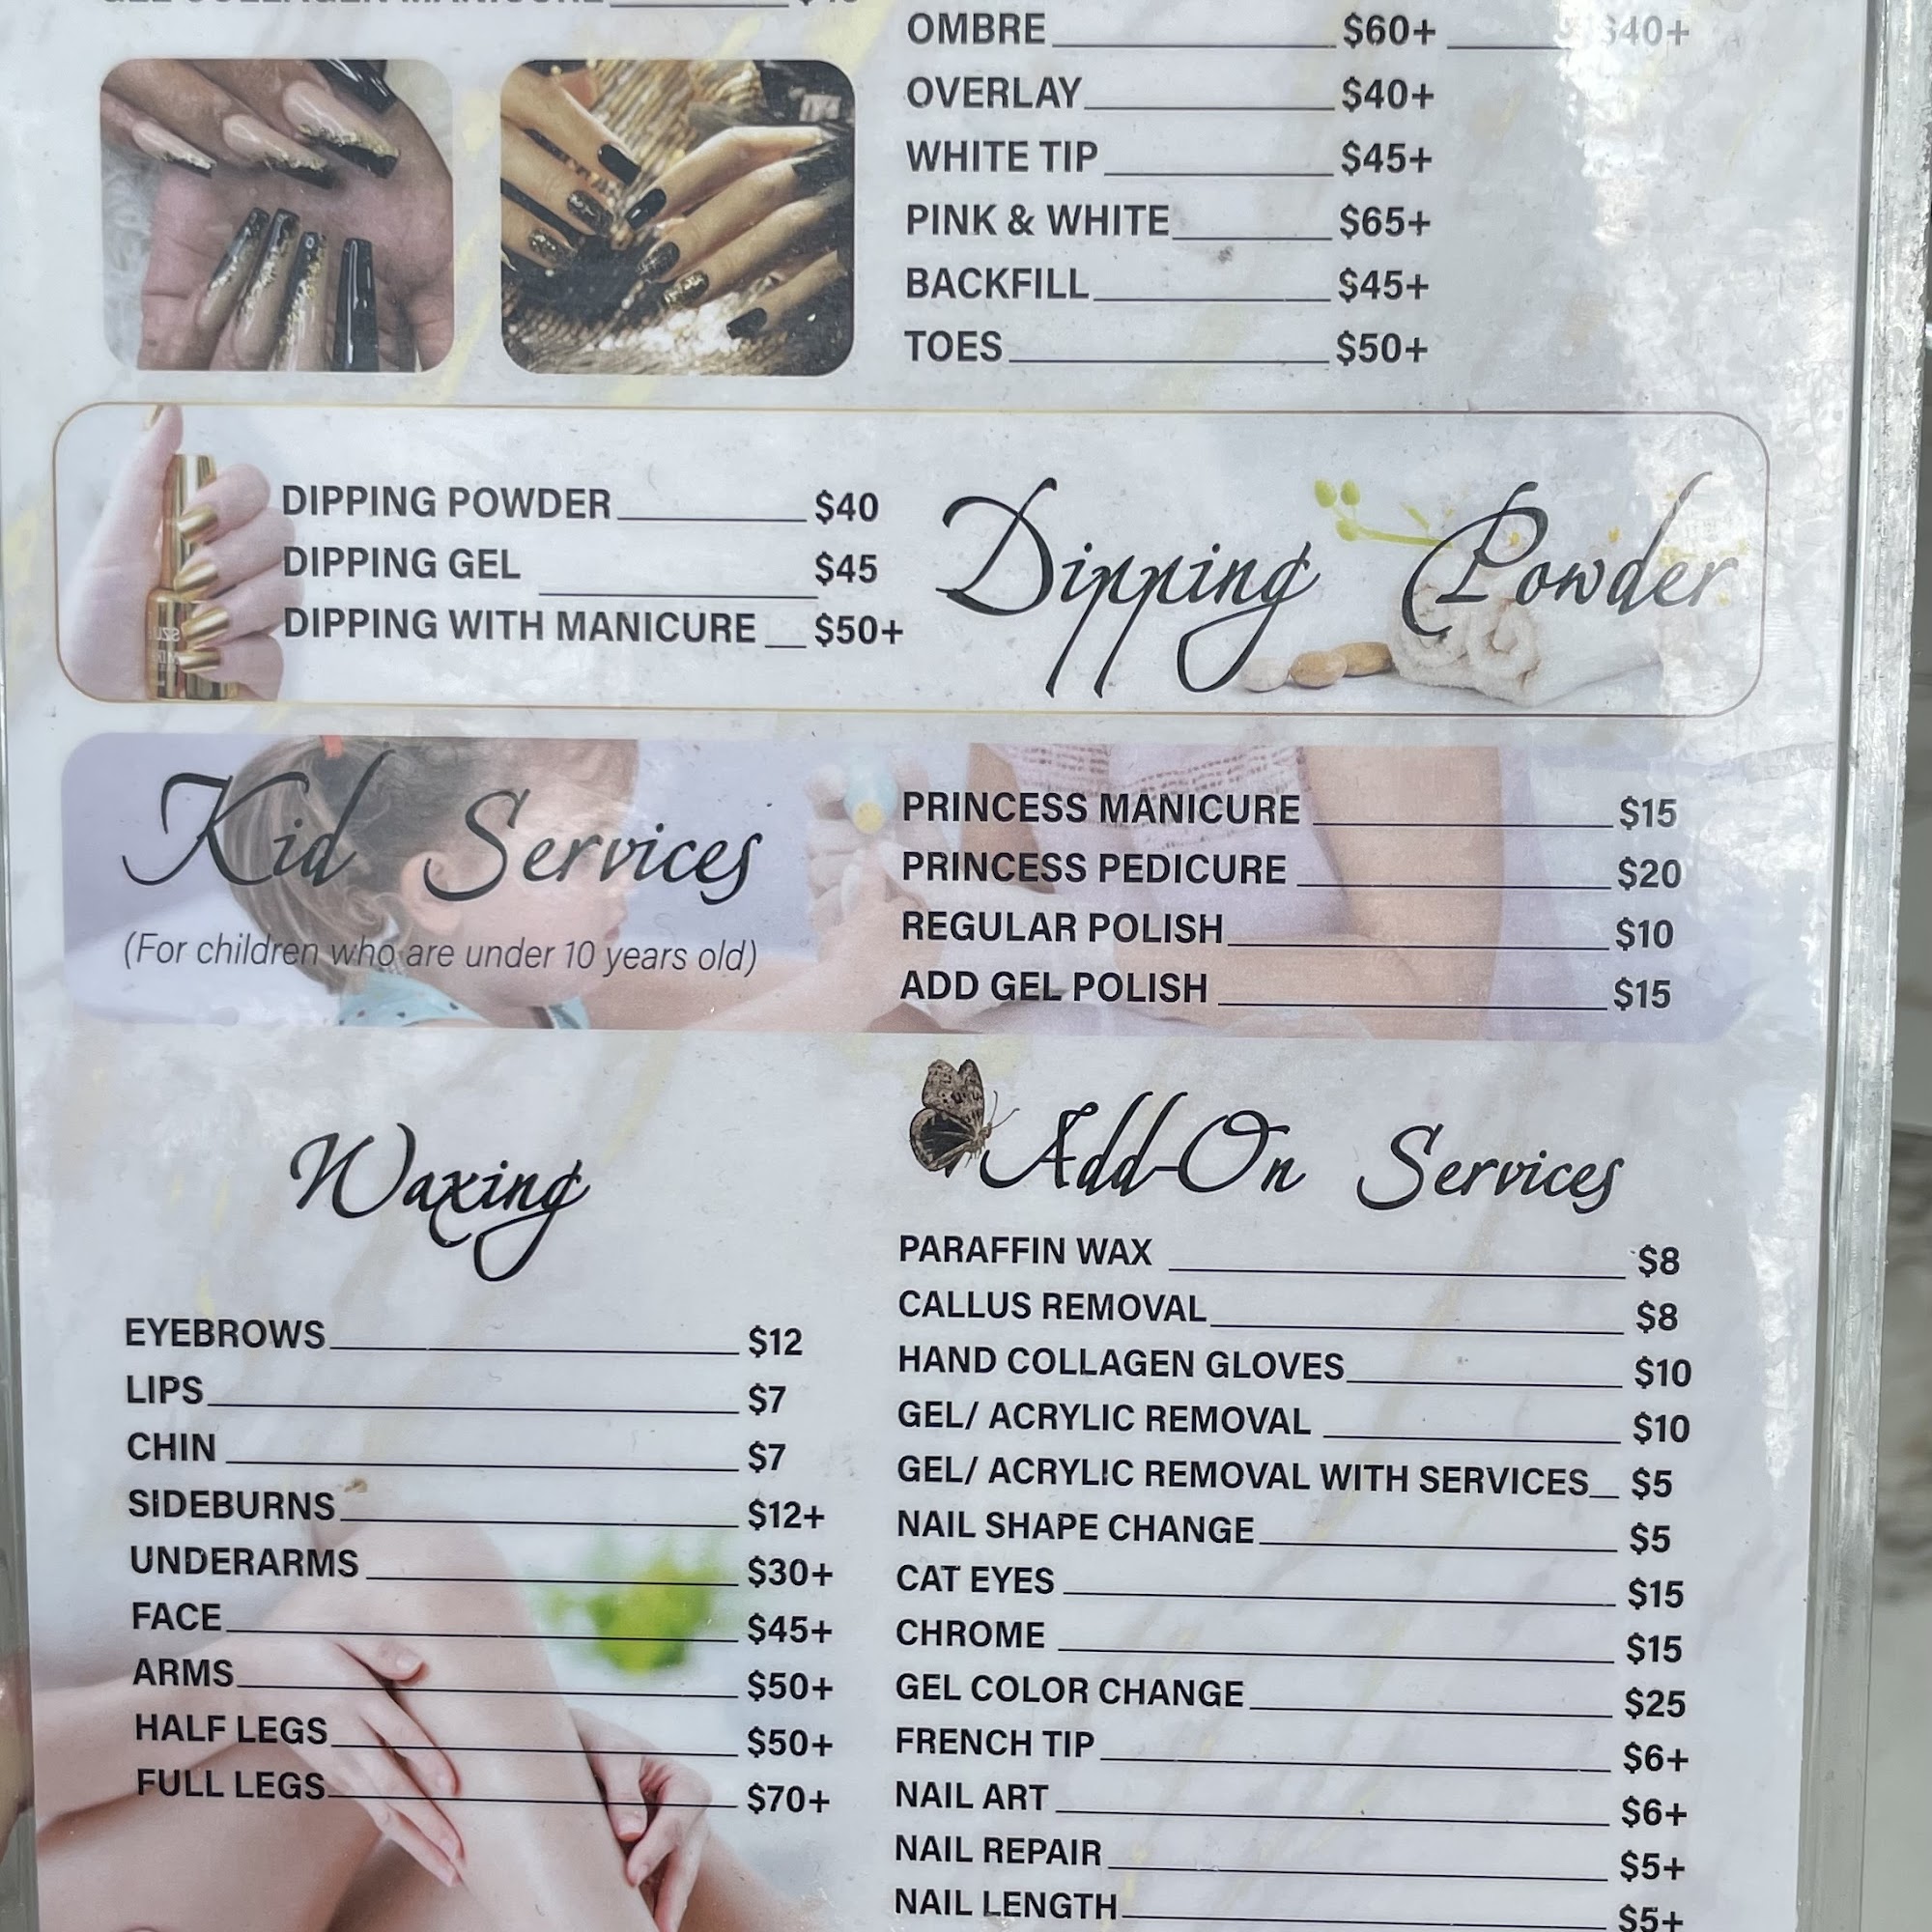 GEL COLLAGEN MANICURE
OMBRE $60+ $40+
OVERLAY $40+
WHITE TIP $45+
PINK & WHITE $65+
BACKFILL $45+
TOES $50+
DIPPING POWDER $40
DIPPING GEL $45
DIPPING WITH MANICURE $50+
Dipping Powder
Kid Services
(For children who are under 10 years old)
PRINCESS MANICURE $15
PRINCESS PEDICURE $20
REGULAR POLISH $10
ADD GEL POLISH $15
Waxing
EYEBROWS $12
LIPS $7
CHIN $7
SIDEBURNS $12+
UNDERARMS $30+
FACE $45+
ARMS $50+
HALF LEGS $50+
FULL LEGS $70+
Add-On Services
PARAFFIN WAX $8
CALLUS REMOVAL $8
HAND COLLAGEN GLOVES $10
GEL/ ACRYLIC REMOVAL $10
GEL/ ACRYLIC REMOVAL WITH SERVICES $5
NAIL SHAPE CHANGE $5
CAT EYES $15
CHROME $15
GEL COLOR CHANGE $25
FRENCH TIP $6+
NAIL ART $6+
NAIL REPAIR $5+
NAIL LENGTH $5+